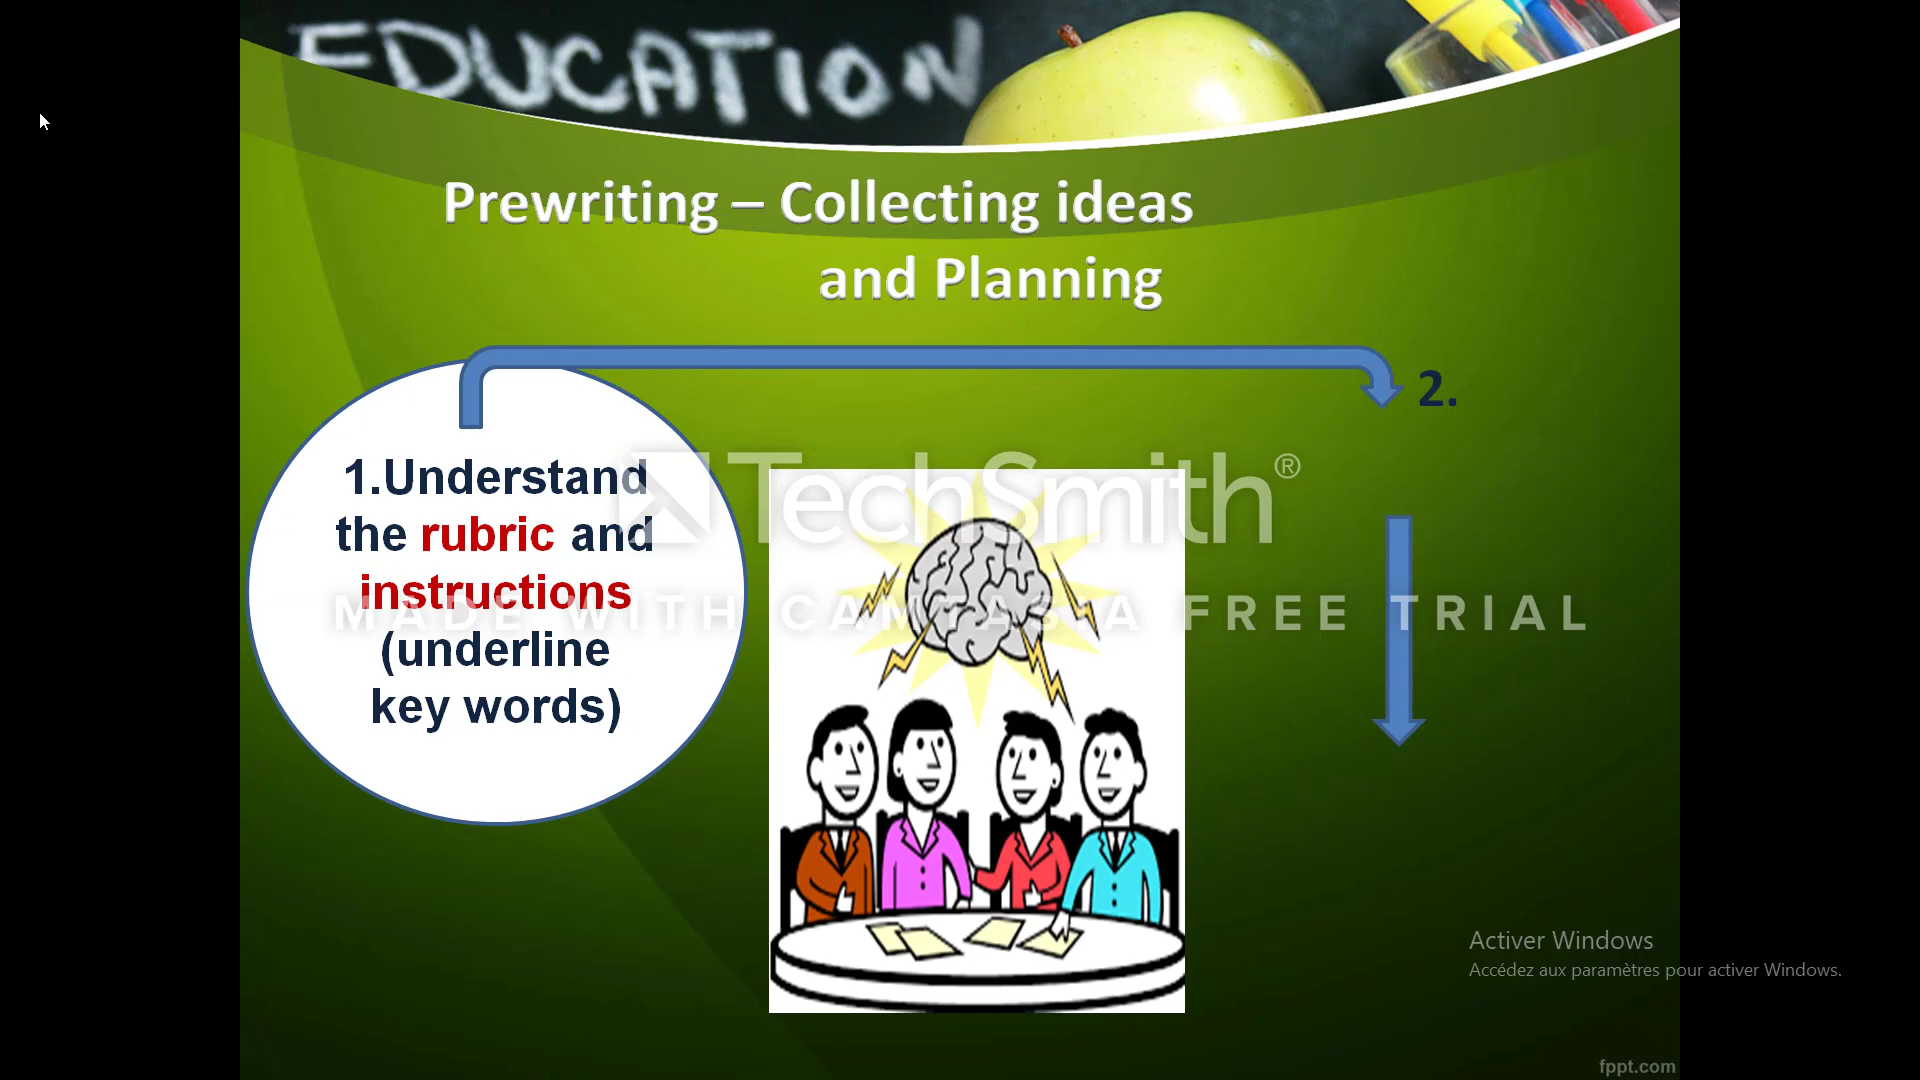 EDUCATION
Prewriting – Collecting ideas
and Planning
2.
1.Understand
the rubric and
instructions
(underline
key words)
TechSmith®
MADE WITH CAMTASIA FREE TRIAL
Activer Windows
Accédez aux paramètres pour activer Windows.
fppt.com